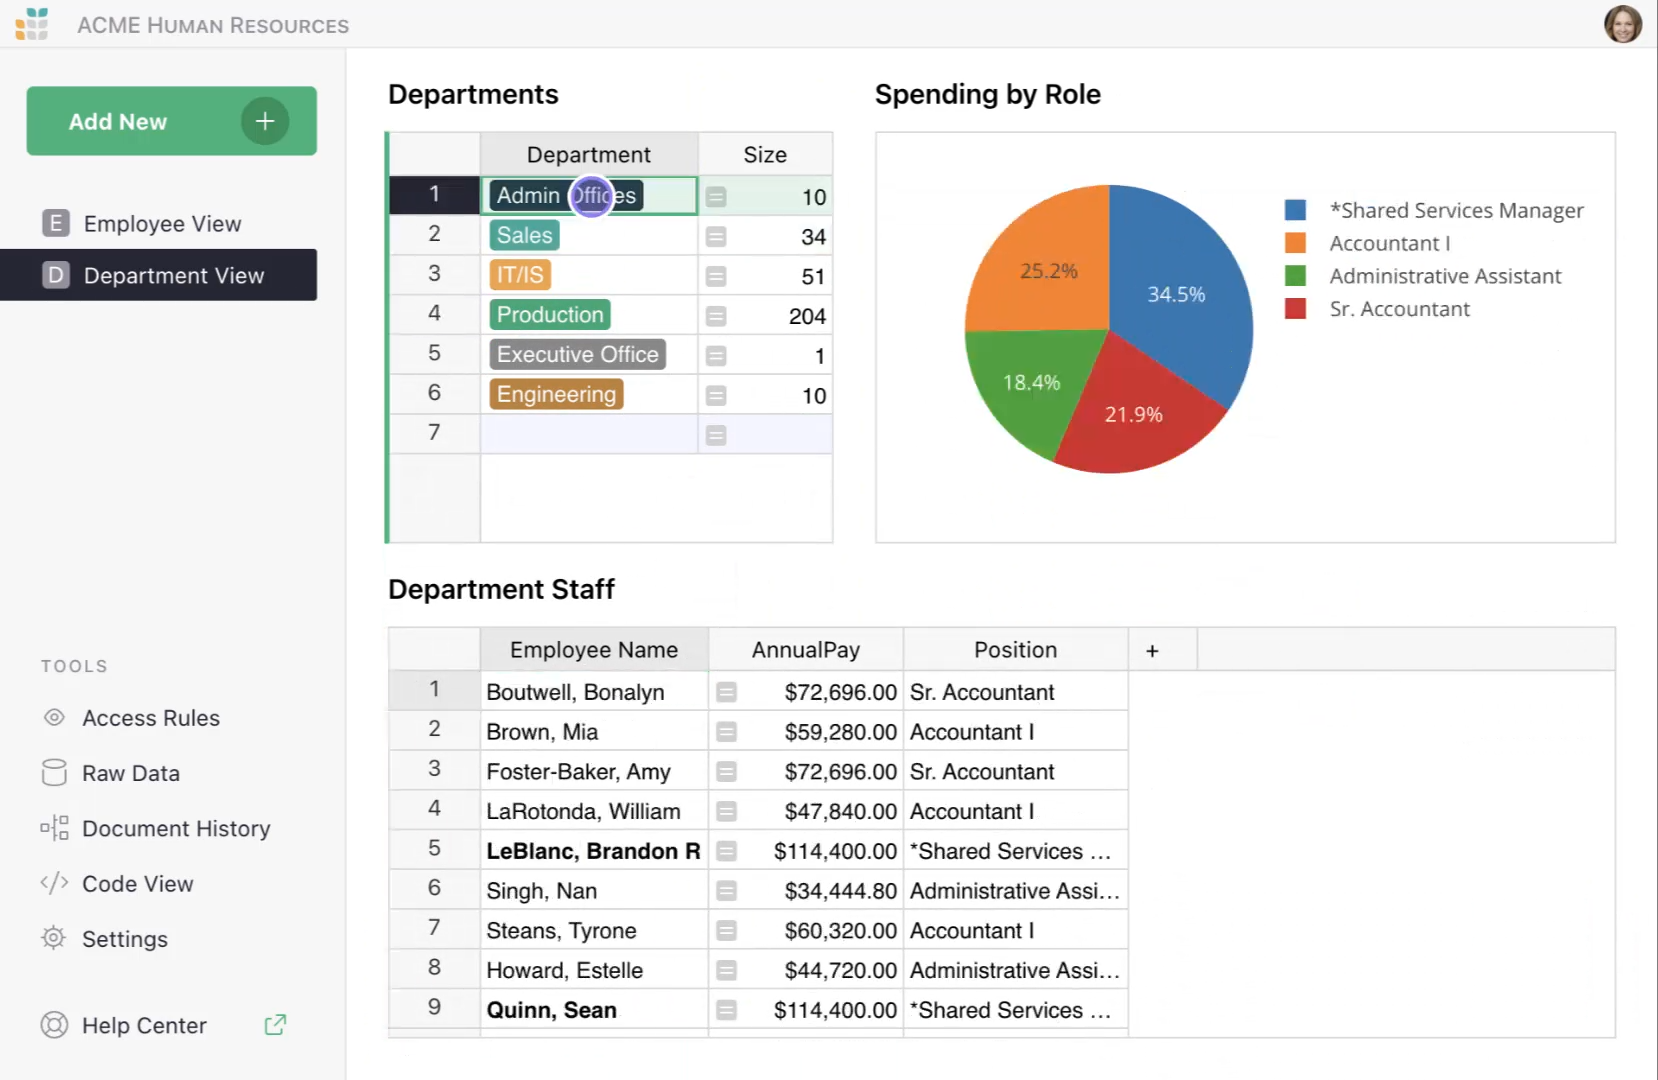 ACME HUMAN RESOURCES
Add New +
E Employee View
D Department View
TOOLS
Access Rules
Raw Data
Document History
</> Code View
Settings
Help Center
Departments
Department Size
1 Admin Offices = 10
2 Sales = 34
3 IT/IS = 51
4 Production = 204
5 Executive Office = 1
6 Engineering = 10
7 =
Spending by Role
34.5%
25.2%
18.4%
21.9%
*Shared Services Manager
Accountant I
Administrative Assistant
Sr. Accountant
Department Staff
Employee Name AnnualPay Position +
1 Boutwell, Bonalyn = $72,696.00 Sr. Accountant
2 Brown, Mia = $59,280.00 Accountant I
3 Foster-Baker, Amy = $72,696.00 Sr. Accountant
4 LaRotonda, William = $47,840.00 Accountant I
5 LeBlanc, Brandon R = $114,400.00 *Shared Services ...
6 Singh, Nan = $34,444.80 Administrative Assi...
7 Steans, Tyrone = $60,320.00 Accountant I
8 Howard, Estelle = $44,720.00 Administrative Assi...
9 Quinn, Sean = $114,400.00 *Shared Services ...